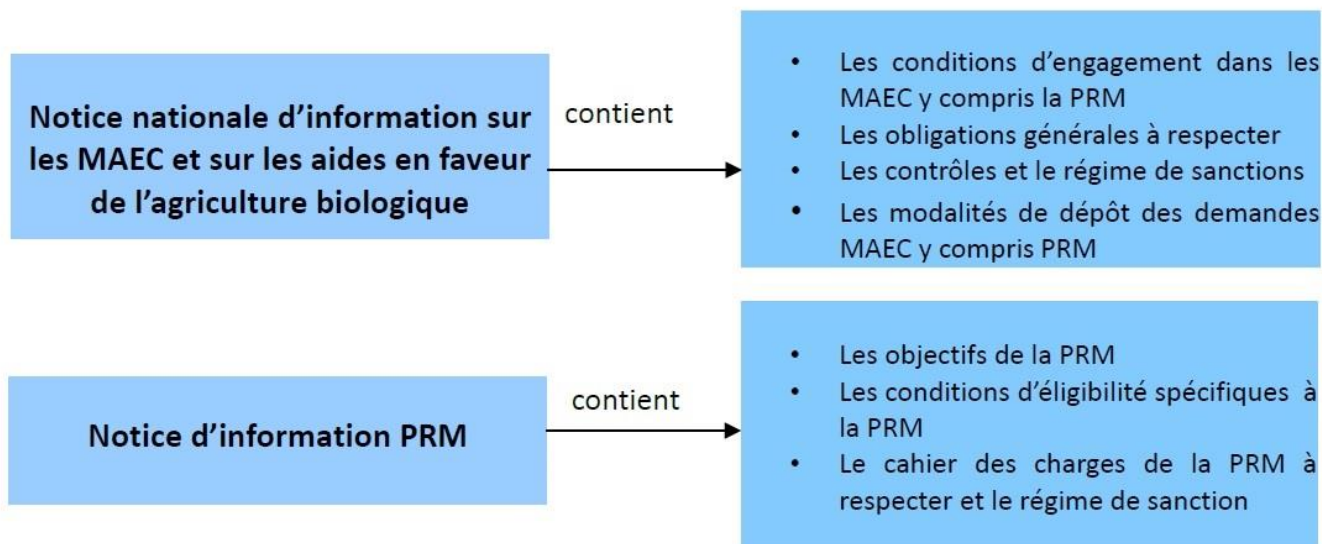 Notice nationale d’information sur
les MAEC et sur les aides en faveur
de l’agriculture biologique
contient
• Les conditions d’engagement dans les
MAEC y compris la PRM
• Les obligations générales à respecter
• Les contrôles et le régime de sanctions
• Les modalités de dépôt des demandes
MAEC y compris PRM
Notice d’information PRM
contient
• Les objectifs de la PRM
• Les conditions d’éligibilité spécifiques à
la PRM
• Le cahier des charges de la PRM à
respecter et le régime de sanction